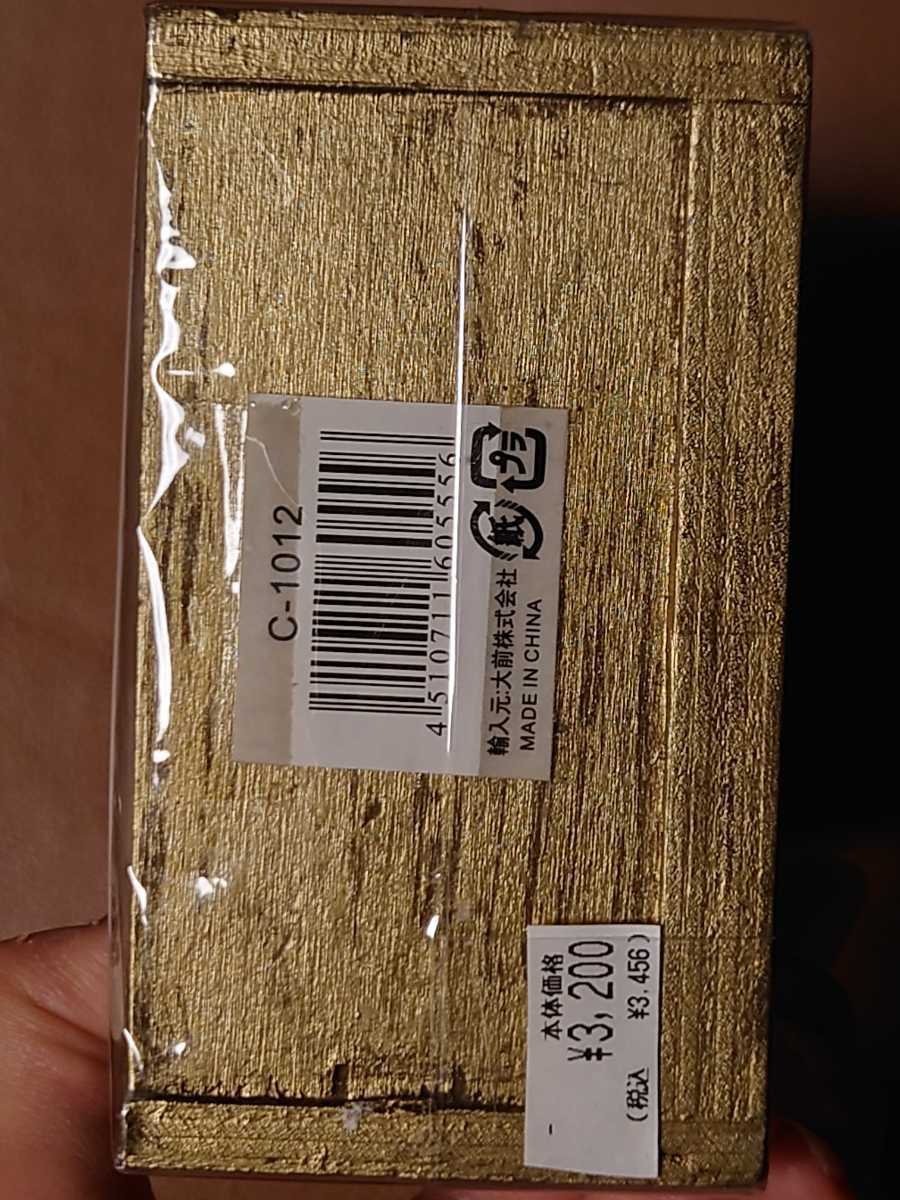 C-1012
4510711605556
プラ
紙
輸入元:大前株式会社
MADE IN CHINA
本体価格
¥3,200
(税込 ¥3,456)